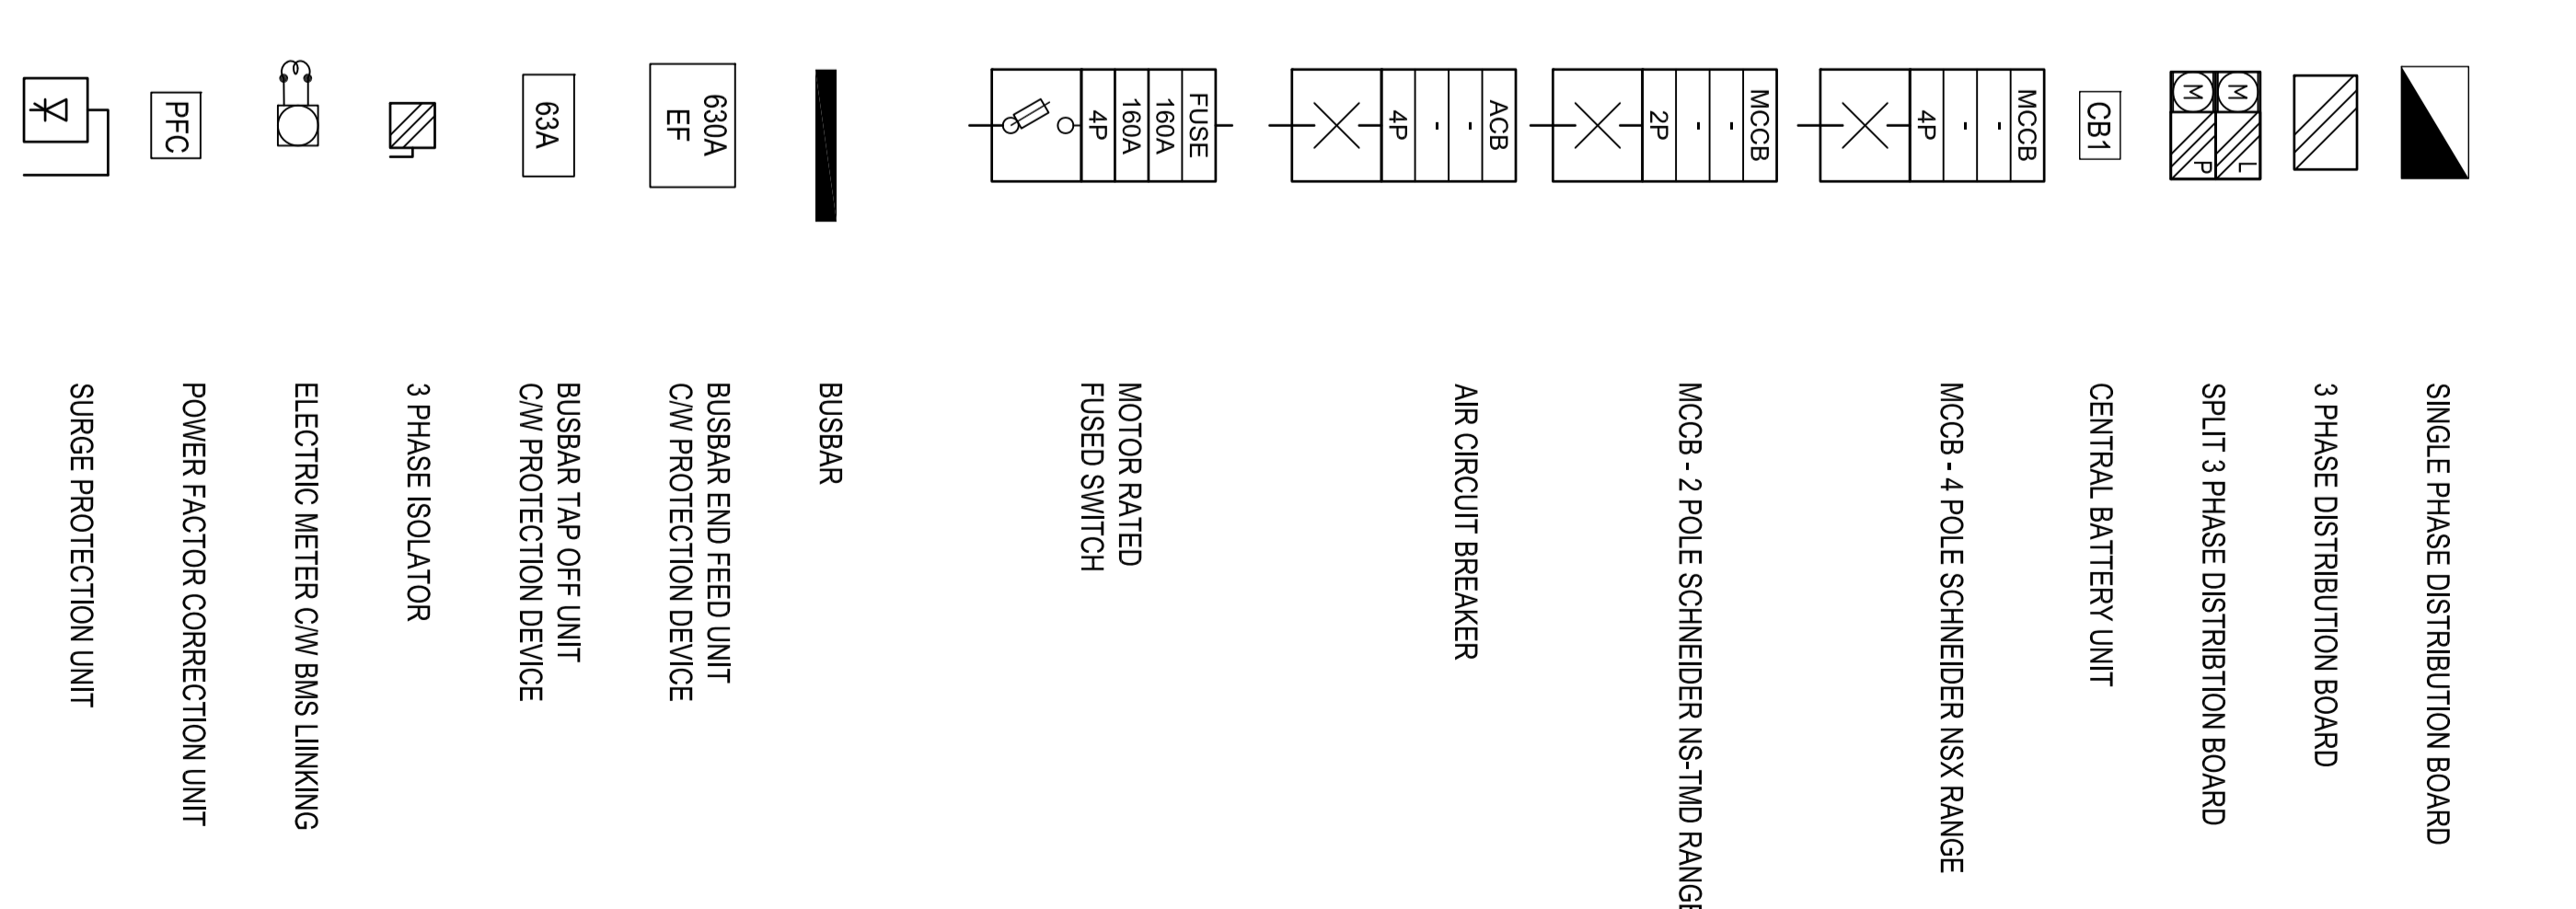 SINGLE PHASE DISTRIBUTION BOARD
3 PHASE DISTRIBUTION BOARD
M L
M P
SPLIT 3 PHASE DISTRIBTION BOARD
CB1
CENTRAL BATTERY UNIT
MCCB
-
-
4P
MCCB - 4 POLE SCHNEIDER NSX RANGE
MCCB
-
-
2P
MCCB - 2 POLE SCHNEIDER NS-TMD RANGE
ACB
-
-
4P
AIR CIRCUIT BREAKER
FUSE
160A
160A
4P
MOTOR RATED
FUSED SWITCH
BUSBAR
630A
EF
BUSBAR END FEED UNIT
C/W PROTECTION DEVICE
63A
BUSBAR TAP OFF UNIT
C/W PROTECTION DEVICE
3 PHASE ISOLATOR
ELECTRIC METER C/W BMS LIINKING
PFC
POWER FACTOR CORRECTION UNIT
SURGE PROTECTION UNIT